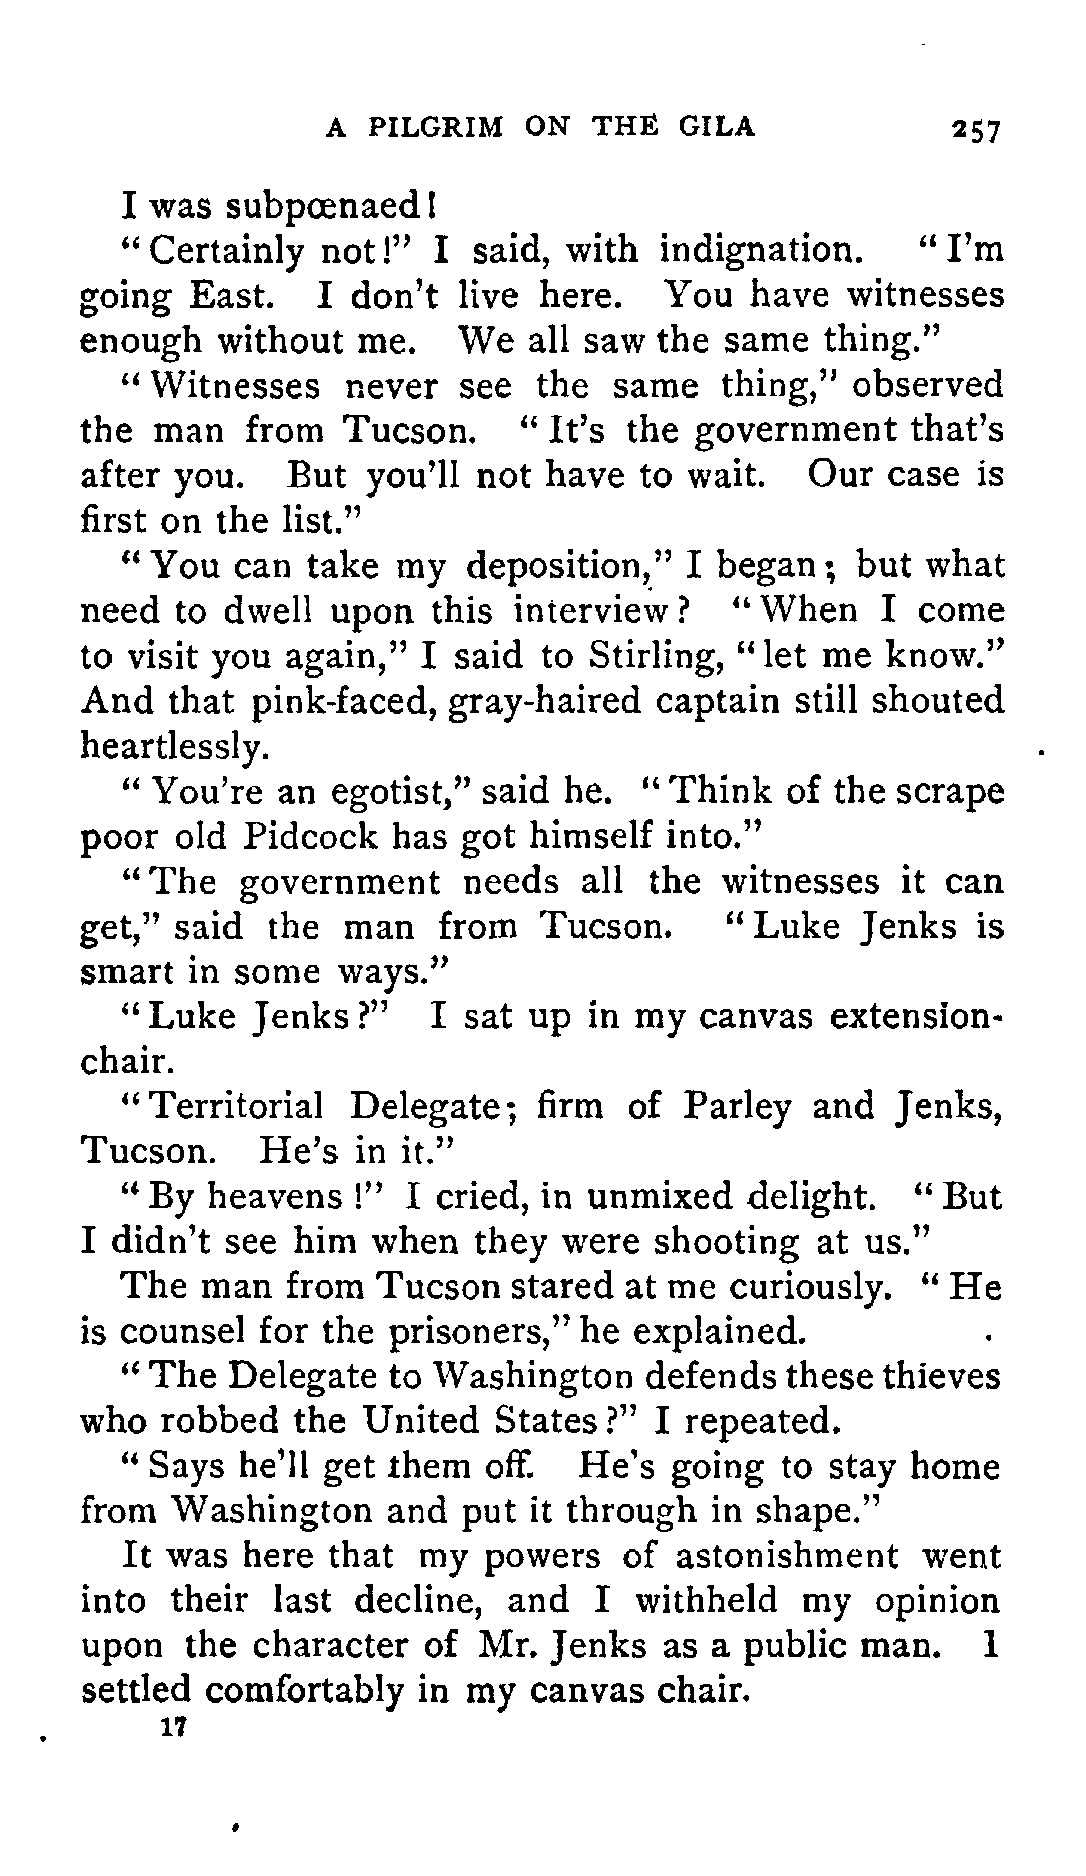 A PILGRIM ON THE GILA 257
I was subpœnaed!
"Certainly not!" I said, with indignation. "I'm
going East. I don't live here. You have witnesses
enough without me. We all saw the same thing."
"Witnesses never see the same thing," observed
the man from Tucson. "It's the government that's
after you. But you'll not have to wait. Our case is
first on the list."
"You can take my deposition," I began; but what
need to dwell upon this interview? "When I come
to visit you again," I said to Stirling, "let me know."
And that pink-faced, gray-haired captain still shouted
heartlessly.
"You're an egotist," said he. "Think of the scrape
poor old Pidcock has got himself into."
"The government needs all the witnesses it can
get," said the man from Tucson. "Luke Jenks is
smart in some ways."
"Luke Jenks?" I sat up in my canvas extension-
chair.
"Territorial Delegate; firm of Parley and Jenks,
Tucson. He's in it."
"By heavens!" I cried, in unmixed delight. "But
I didn't see him when they were shooting at us."
The man from Tucson stared at me curiously. "He
is counsel for the prisoners," he explained.
"The Delegate to Washington defends these thieves
who robbed the United States?" I repeated.
"Says he'll get them off. He's going to stay home
from Washington and put it through in shape."
It was here that my powers of astonishment went
into their last decline, and I withheld my opinion
upon the character of Mr. Jenks as a public man. I
settled comfortably in my canvas chair.
17